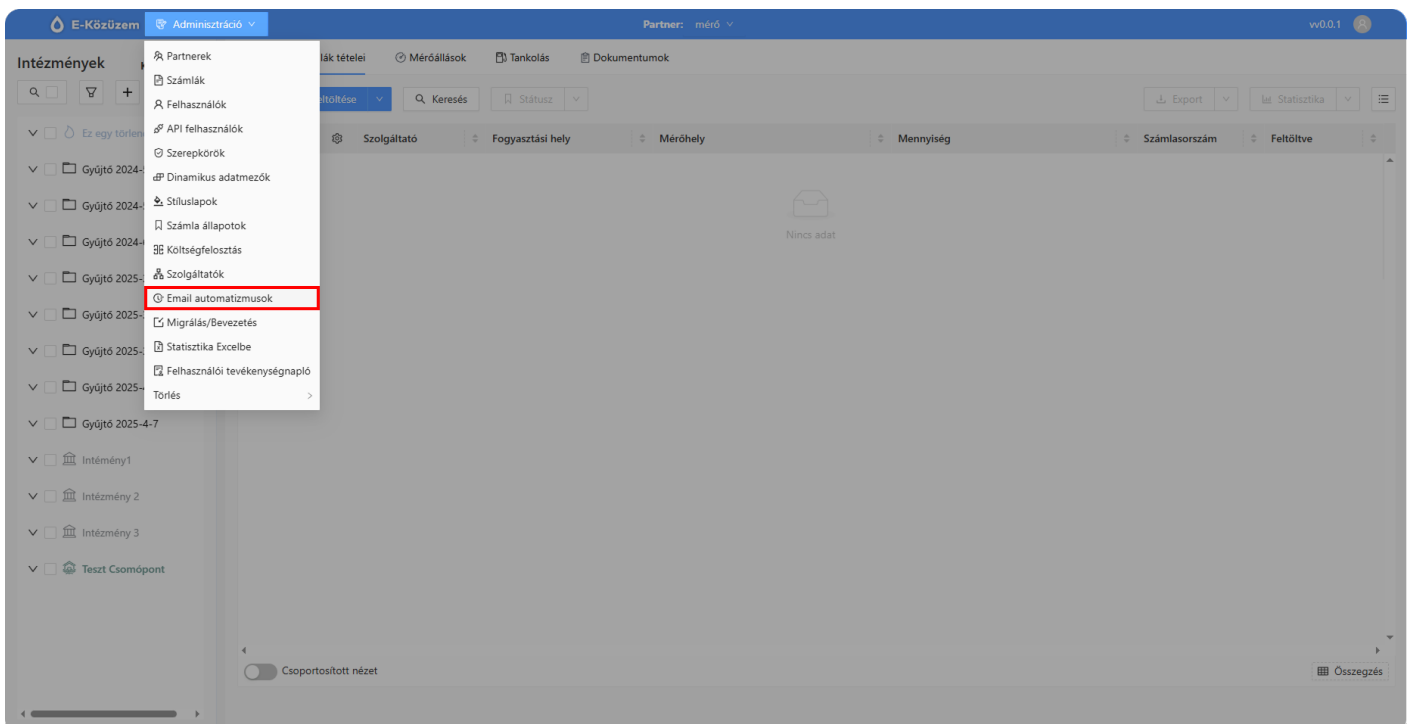 E-Közüzem
Adminisztráció
Partner: mérő
vv0.0.1
Intézmények
Partnerek
Számlák
Felhasználók
API felhasználók
Szerepkörök
Dinamikus adatmezők
Stíluslapok
Számla állapotok
Költségfelosztás
Szolgáltatók
Email automatizmusok
Migrálás/Bevezetés
Statisztika Excelbe
Felhasználói tevékenységnapló
Törlés
lák tételei
Mérőállások
Tankolás
Dokumentumok
eltöltése
Keresés
Státusz
Export
Statisztika
Szolgáltató
Fogyasztási hely
Mérőhely
Mennyiség
Számlasorszám
Feltöltve
Nincs adat
Ez egy törlen
Gyűjtő 2024-
Gyűjtő 2024-
Gyűjtő 2024-
Gyűjtő 2025-
Gyűjtő 2025-
Gyűjtő 2025-
Gyűjtő 2025-
Gyűjtő 2025-4-7
Intémény1
Intézmény 2
Intézmény 3
Teszt Csomópont
Csoportosított nézet
Összegzés